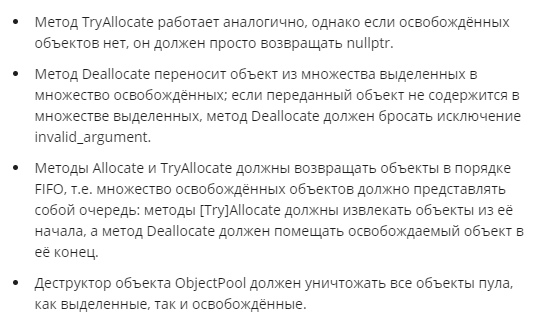 Метод TryAllocate работает аналогично, однако если освобождённых
объектов нет, он должен просто возвращать nullptr.
Метод Deallocate переносит объект из множества выделенных в
множество освобождённых; если переданный объект не содержится в
множестве выделенных, метод Deallocate должен бросать исключение
invalid_argument.
Методы Allocate и TryAllocate должны возвращать объекты в порядке
FIFO, т.е. множество освобождённых объектов должно представлять
собой очередь: методы [Try]Allocate должны извлекать объекты из её
начала, а метод Deallocate должен помещать освобождаемый объект в
её конец.
Деструктор объекта ObjectPool должен уничтожать все объекты пула,
как выделенные, так и освобождённые.